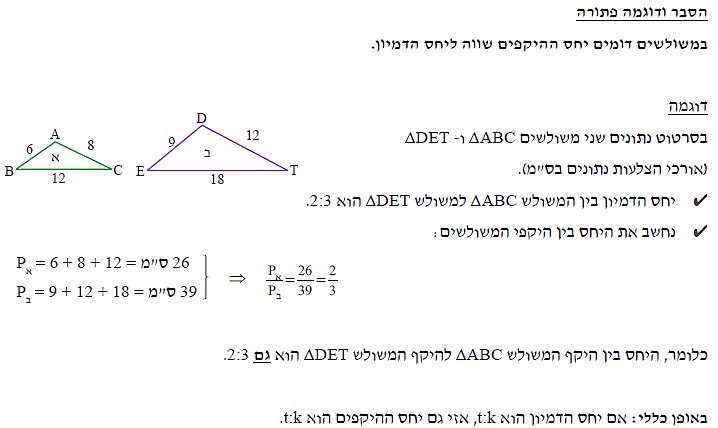 הסבר ודוגמה פתורה
במשולשים דומים יחס ההיקפים שווה ליחס הדמיון.
דוגמה
בסרטוט נתונים שני משולשים ΔABC ו- ΔDET
(אורכי הצלעות נתונים בס״מ).
A
6
8
א
B
12
C
D
9
12
ב
E
18
T
✔ יחס הדמיון בין המשולש ΔABC למשולש ΔDET הוא 2:3.
✔ נחשב את היחס בין היקפי המשולשים:
Pא = 6 + 8 + 12 = 26 ס״מ
Pב = 9 + 12 + 18 = 39 ס״מ
⇒ Pא/Pב = 26/39 = 2/3
כלומר, היחס בין היקף המשולש ΔABC להיקף המשולש ΔDET הוא גם 2:3.
באופן כללי: אם יחס הדמיון הוא t:k, אזי גם יחס ההיקפים הוא t:k.